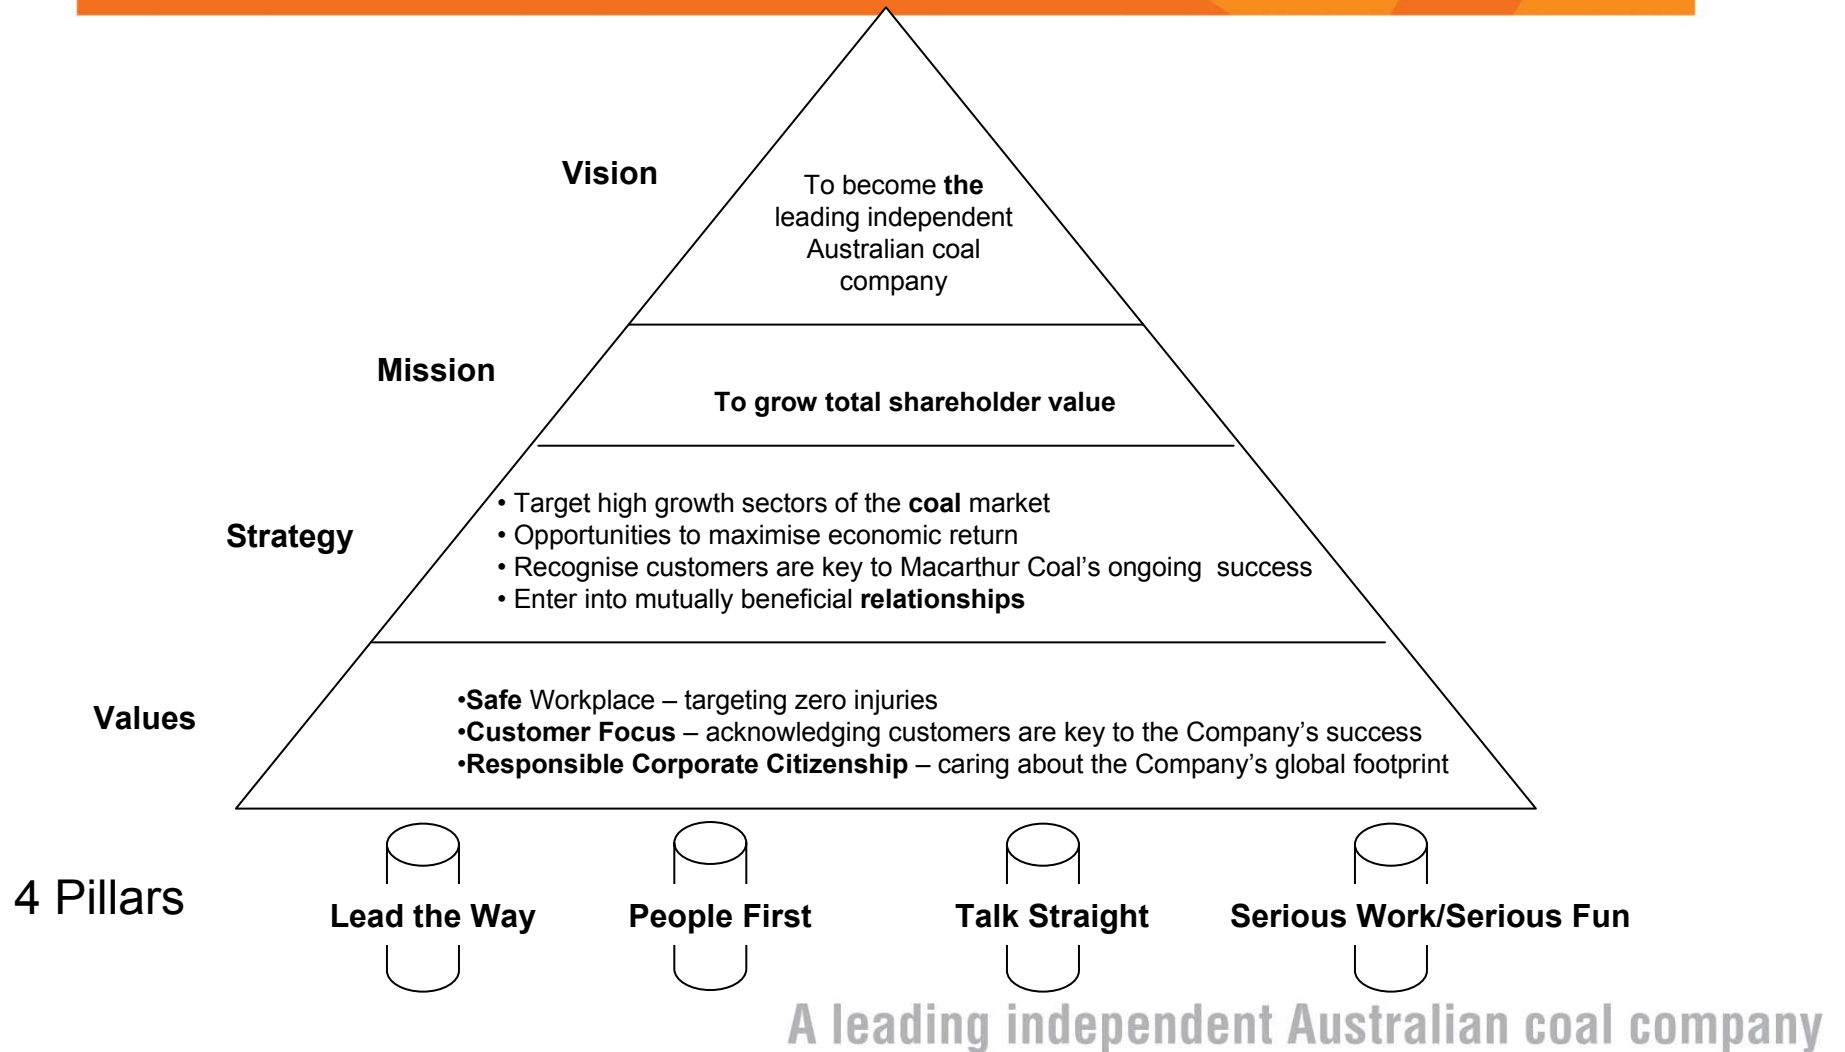 Vision
To become the
leading independent
Australian coal
company
Mission
To grow total shareholder value
Strategy
• Target high growth sectors of the coal market
• Opportunities to maximise economic return
• Recognise customers are key to Macarthur Coal’s ongoing  success
• Enter into mutually beneficial relationships
Values
•Safe Workplace – targeting zero injuries
•Customer Focus – acknowledging customers are key to the Company’s success
•Responsible Corporate Citizenship – caring about the Company’s global footprint
4 Pillars
Lead the Way
People First
Talk Straight
Serious Work/Serious Fun
A leading independent Australian coal company